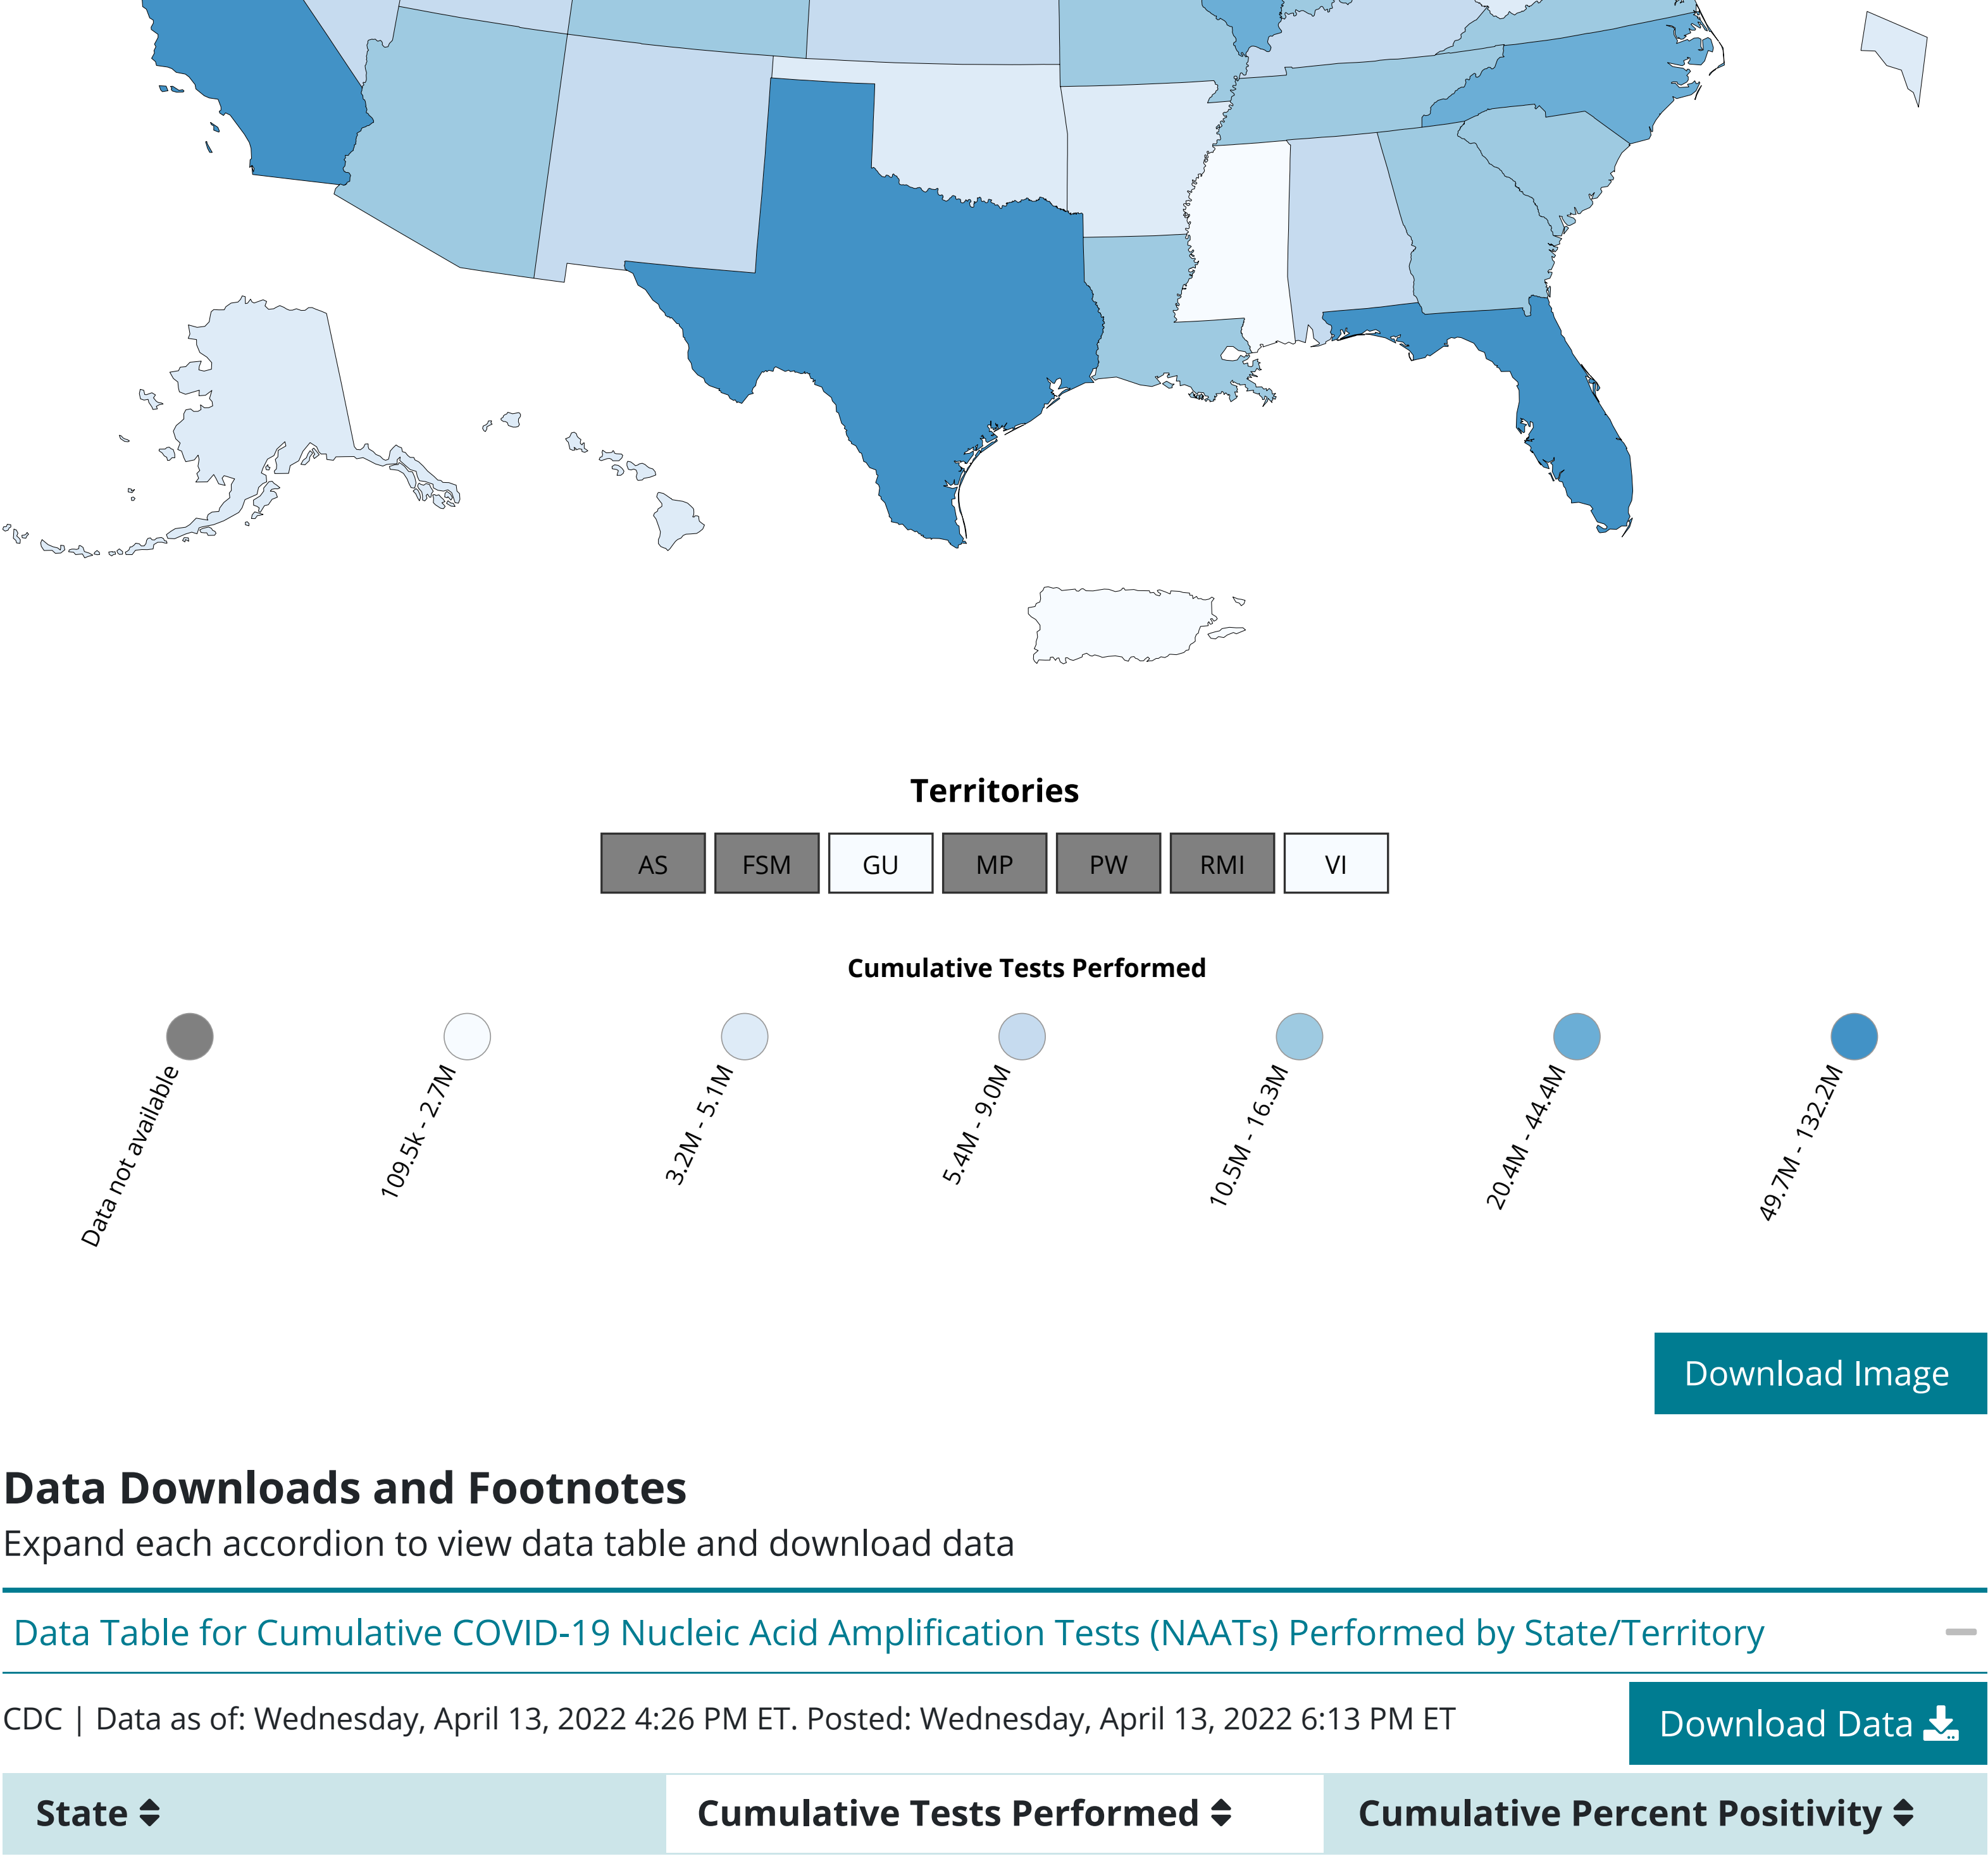 Territories
AS FSM GU MP PW RMI VI
Cumulative Tests Performed
Data not available
109.5k - 2.7M
3.2M - 5.1M
5.4M - 9.0M
10.5M - 16.3M
20.4M - 44.4M
49.7M - 132.2M
Download Image
Data Downloads and Footnotes
Expand each accordion to view data table and download data
Data Table for Cumulative COVID-19 Nucleic Acid Amplification Tests (NAATs) Performed by State/Territory
CDC | Data as of: Wednesday, April 13, 2022 4:26 PM ET. Posted: Wednesday, April 13, 2022 6:13 PM ET
Download Data
State Cumulative Tests Performed Cumulative Percent Positivity